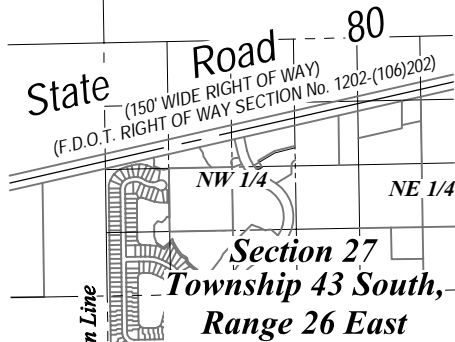 State Road 80
(150' WIDE RIGHT OF WAY)
(F.D.O.T. RIGHT OF WAY SECTION No. 1202-(106)202)
NW 1/4
NE 1/4
Section 27
Township 43 South,
Range 26 East
Line